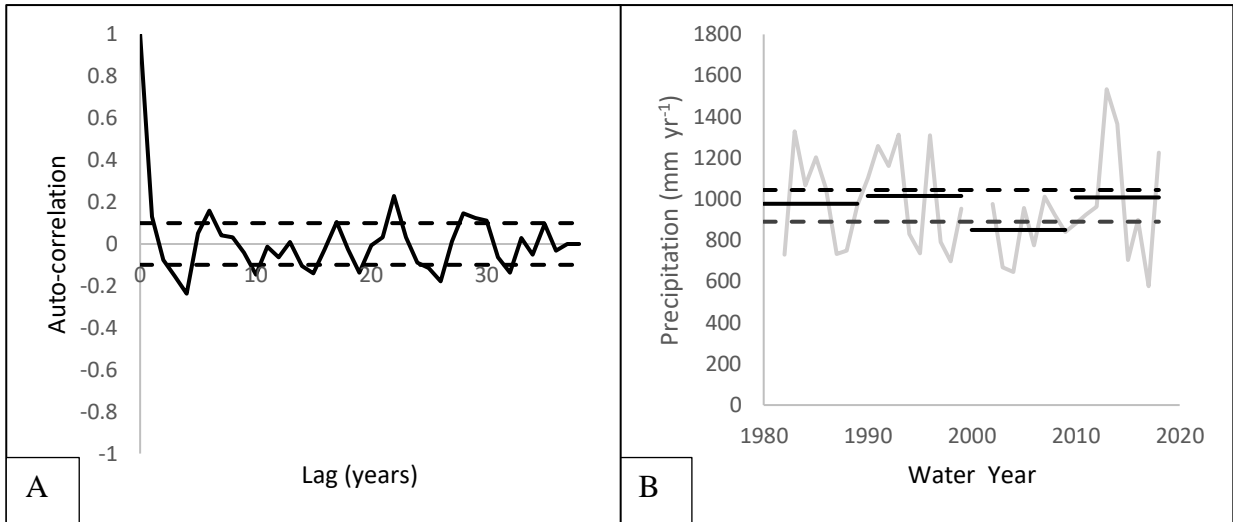 1
0.8
0.6
0.4
0.2
0
-0.2
-0.4
-0.6
-0.8
-1
0 10 20 30
Auto-correlation
Lag (years)
A
1800
1600
1400
1200
1000
800
600
400
200
0
1980 1990 2000 2010 2020
Precipitation (mm yr⁻¹)
Water Year
B